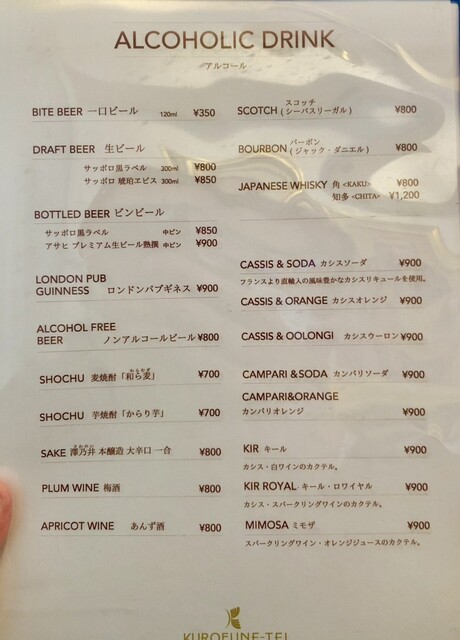 ALCOHOLIC DRINK
アルコール
BITE BEER 一口ビール 120ml ¥350
DRAFT BEER 生ビール
サッポロ黒ラベル 300ml ¥800
サッポロ 琥珀ヱビス 300ml ¥850
BOTTLED BEER ビンビール
サッポロ黒ラベル 中ビン ¥850
アサヒ プレミアム生ビール熟撰 中ビン ¥900
LONDON PUB
GUINNESS ロンドンパブギネス ¥900
ALCOHOL FREE
BEER ノンアルコールビール ¥800
SHOCHU 麦焼酎「和ら麦」 ¥700
SHOCHU 芋焼酎「からり芋」 ¥700
SAKE 澤乃井 本醸造 大辛口 一合 ¥800
PLUM WINE 梅酒 ¥800
APRICOT WINE あんず酒 ¥800
SCOTCH スコッチ (シーバスリーガル) ¥800
BOURBON バーボン (ジャック・ダニエル) ¥800
JAPANESE WHISKY 角 <KAKU> ¥800
知多 <CHITA> ¥1,200
CASSIS & SODA カシスソーダ ¥900
フランスより直輸入の風味豊かなカシスリキュールを使用。
CASSIS & ORANGE カシスオレンジ ¥900
CASSIS & OOLONGI カシスウーロン ¥900
CAMPARI & SODA カンパリソーダ ¥900
CAMPARI&ORANGE
カンパリオレンジ ¥900
KIR キール ¥900
カシス・白ワインのカクテル。
KIR ROYAL・キール・ロワイヤル ¥900
カシス・スパークリングワインのカクテル。
MIMOSA ミモザ ¥900
スパークリングワイン・オレンジジュースのカクテル。
KUROFUNE-TEI